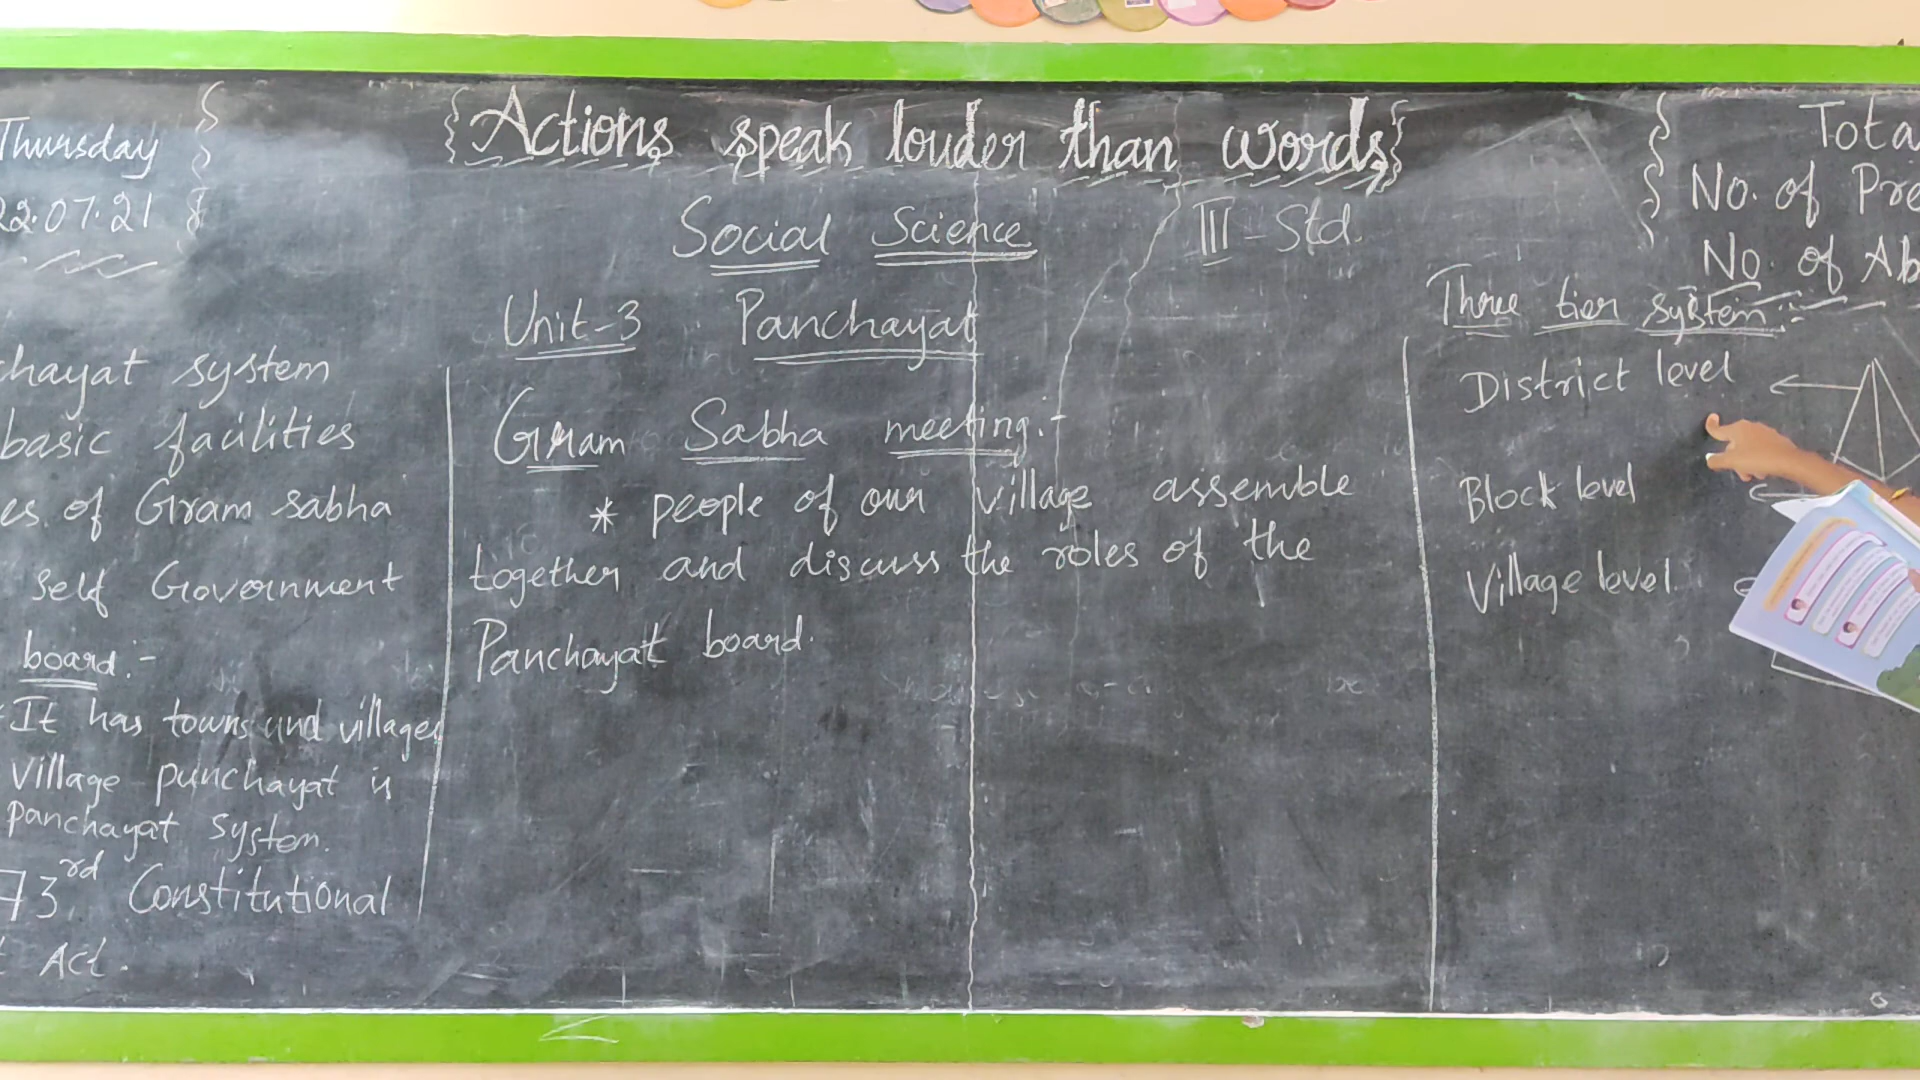 Thursday
22.07.21
Actions speak louder than words
Social Science III - Std.
Unit-3 Panchayat
chayat system
basic facilities
es of Gram sabha
Self Government
board:-
It has towns and villages
Village punchayat is
panchayat system.
73rd Constitutional
t Act.
Gram Sabha meeting:-
* people of our village assemble
together and discuss the roles of the
Panchayat board.
Tota
No. of Pre
No. of Ab
Three tier system:-
District level
Block level
Village level.